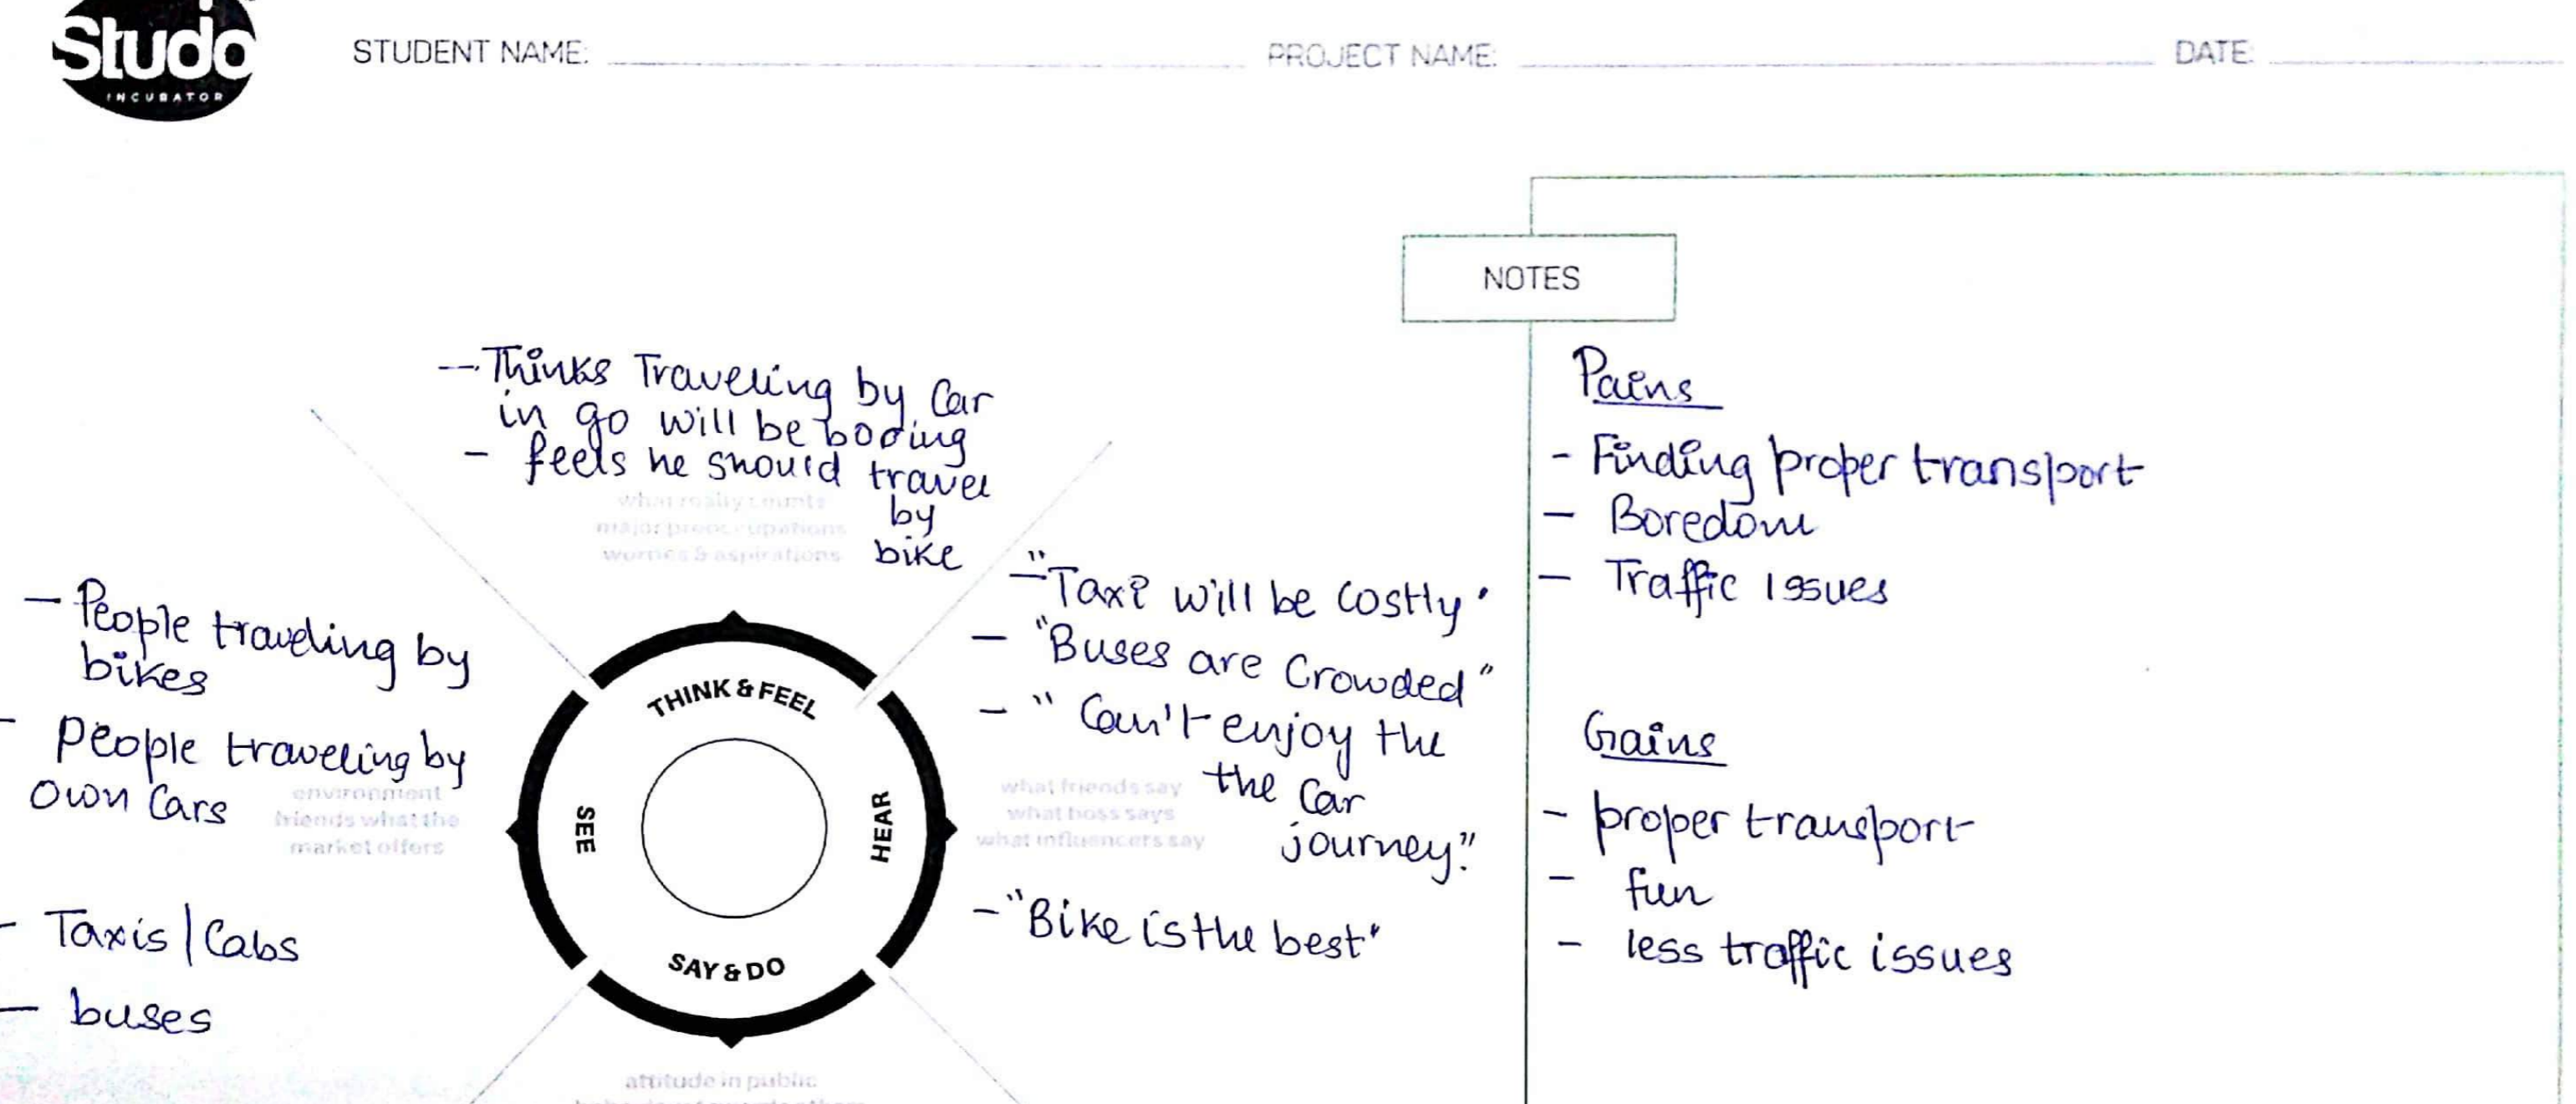 Studo
INCUBATOR
STUDENT NAME:
PROJECT NAME:
DATE:
NOTES
— Thinks Traveling by Car
in go will be boring
- feels he should travel
by
bike
what really counts
major preoccupations
worries & aspirations
— People traveling by
bikes
- People traveling by
own Cars
environment
friends what the
market offers
- Taxis | Cabs
— buses
THINK & FEEL
SEE
HEAR
SAY & DO
— "Taxi will be costly"
— "Buses are Crowded"
- " Can't enjoy the
the Car
journey."
what friends say
what boss says
what influencers say
- "Bike is the best"
attitude in public
Pains
- Finding proper transport
- Boredom
- Traffic Issues
Gains
- proper transport
- fun
- less traffic issues